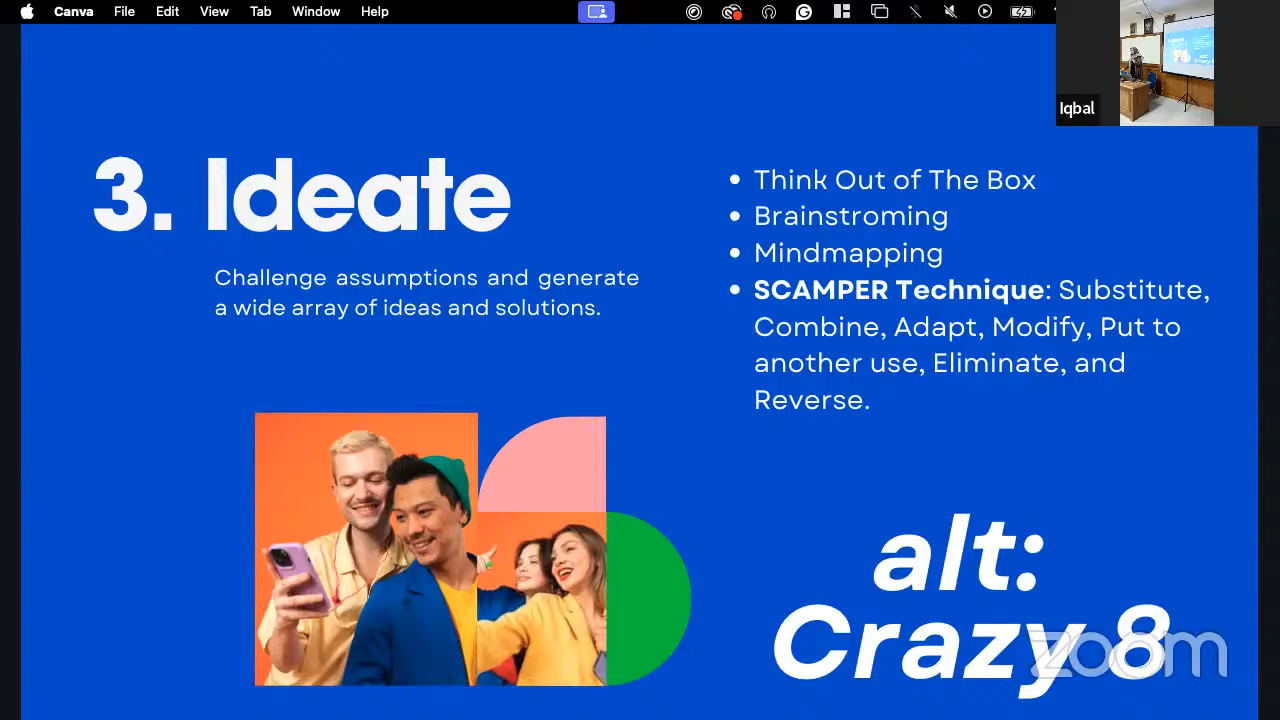 Canva File Edit View Tab Window Help
Iqbal
3. Ideate
Challenge assumptions and generate
a wide array of ideas and solutions.
• Think Out of The Box
• Brainstroming
• Mindmapping
• SCAMPER Technique: Substitute,
Combine, Adapt, Modify, Put to
another use, Eliminate, and
Reverse.
alt:
Crazy 8
zoom